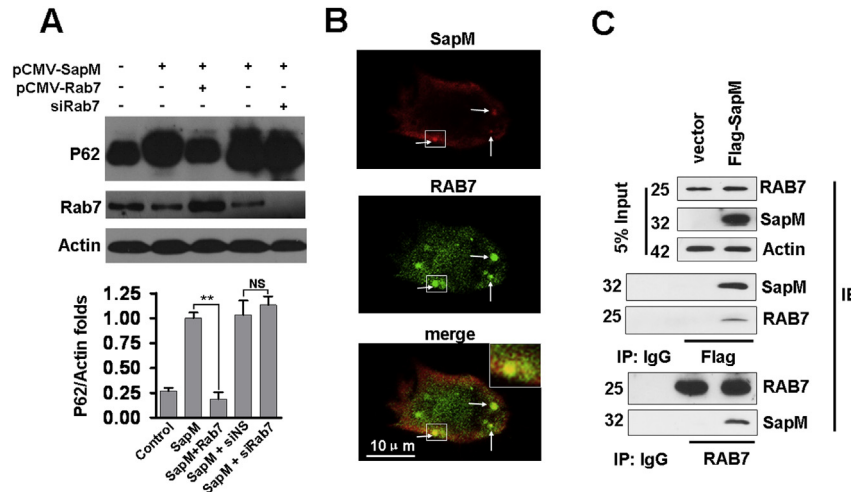 A
pCMV-SapM - + + + +
pCMV-Rab7 - - + - -
siRab7 - - - - +
P62
Rab7
Actin
P62/Actin folds
1.25
1.00
0.75
0.50
0.25
0.00
**
NS
Control
SapM
SapM+Rab7
SapM + siNS
SapM + siRab7
B
SapM
RAB7
merge
10 μm
C
vector
Flag-SapM
5% Input
25 RAB7
32 SapM
42 Actin
32 SapM
25 RAB7
IP: IgG Flag
25 RAB7
32 SapM
IP: IgG RAB7